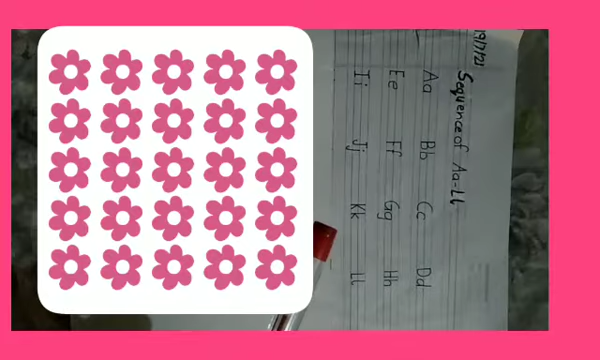 19/7/21
Sequence of Aa-Ll
Aa Bb Cc Dd
Ee Ff Gg Hh
Ii Jj Kk Ll